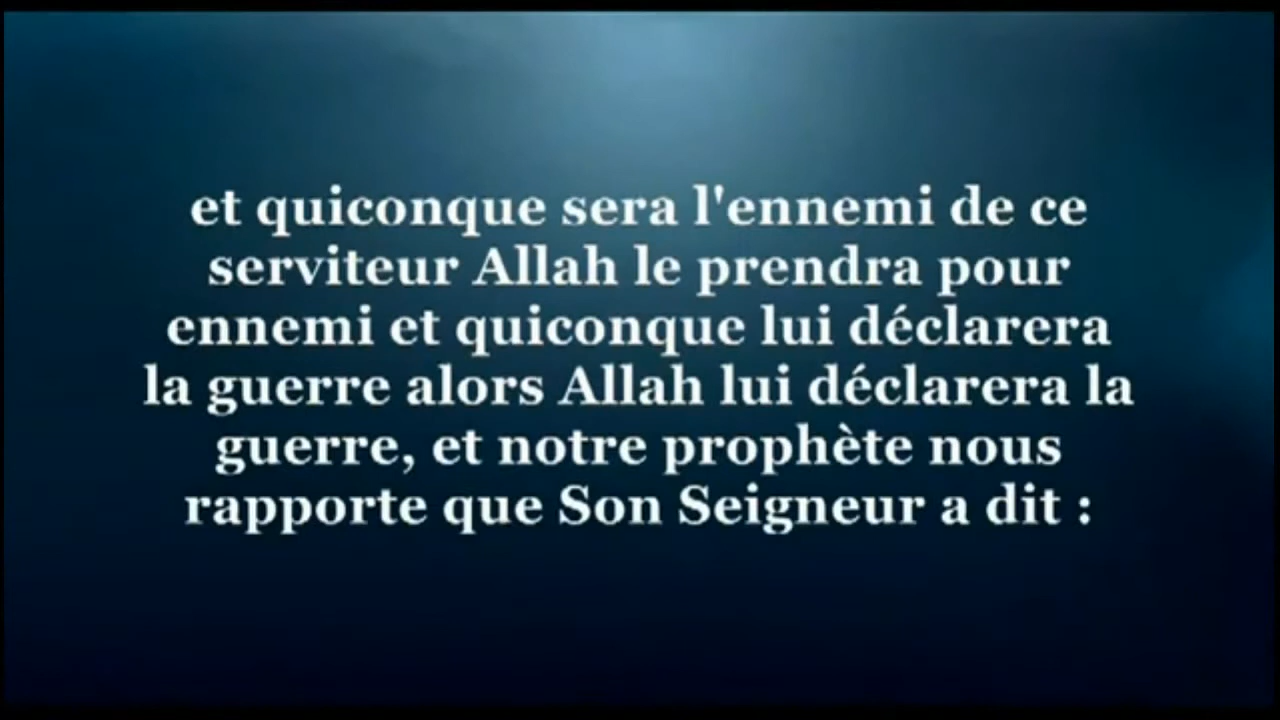 et quiconque sera l'ennemi de ce
serviteur Allah le prendra pour
ennemi et quiconque lui déclarera
la guerre alors Allah lui déclarera la
guerre, et notre prophète nous
rapporte que Son Seigneur a dit :